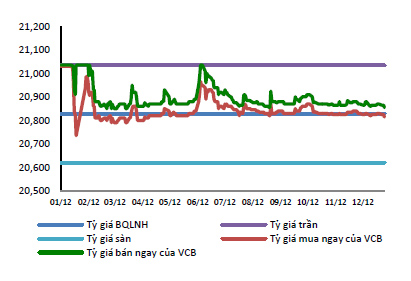 21,200
21,100
21,000
20,900
20,800
20,700
20,600
20,500
01/12 02/12 03/12 04/12 05/12 06/12 07/12 08/12 09/12 10/12 11/12 12/12
Tỷ giá BQLNH Tỷ giá trần
Tỷ giá sàn Tỷ giá mua ngay của VCB
Tỷ giá bán ngay của VCB